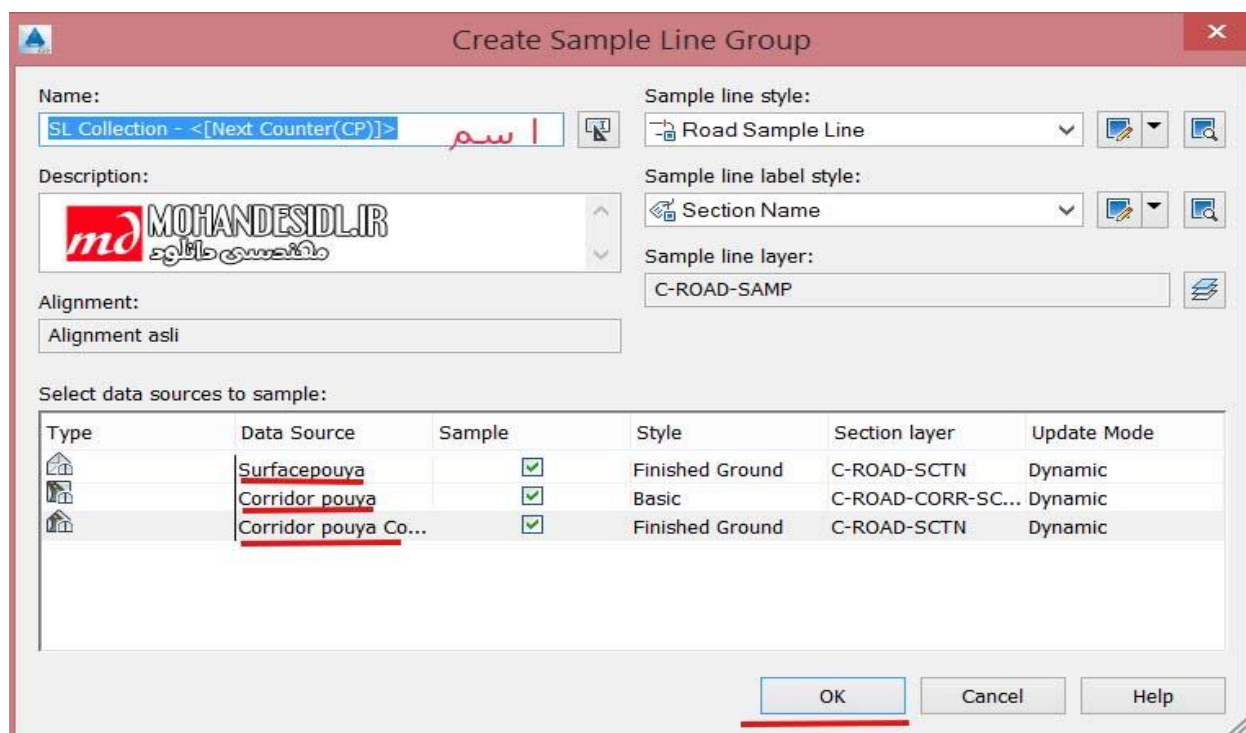 Create Sample Line Group
Name:
SL Collection - <[Next Counter(CP)]>
اسم
Description:
md MOHANDESIDL.IR
مهندسی دانلود
Alignment:
Alignment asli
Sample line style:
Road Sample Line
Sample line label style:
Section Name
Sample line layer:
C-ROAD-SAMP
Select data sources to sample:
Type Data Source Sample Style Section layer Update Mode
Surfacepouya Finished Ground C-ROAD-SCTN Dynamic
Corridor pouya Basic C-ROAD-CORR-SC... Dynamic
Corridor pouya Co... Finished Ground C-ROAD-SCTN Dynamic
OK Cancel Help